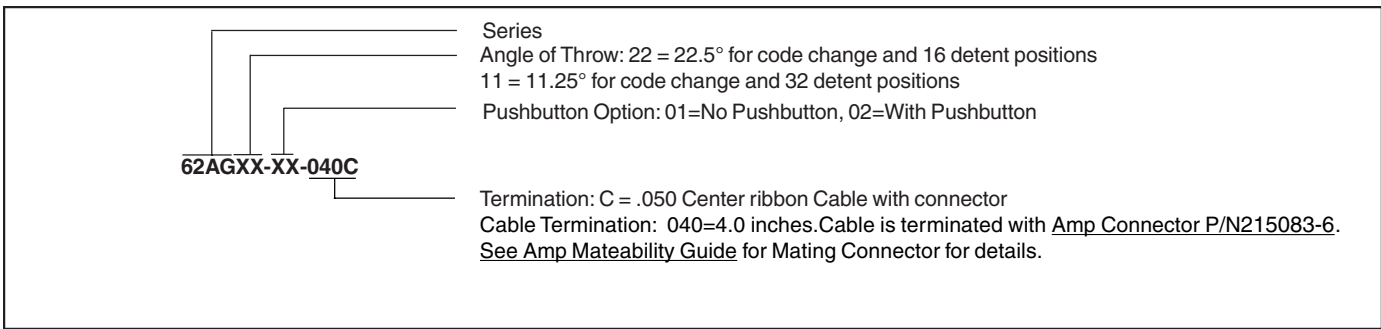 Series
Angle of Throw: 22 = 22.5° for code change and 16 detent positions
11 = 11.25° for code change and 32 detent positions
Pushbutton Option: 01=No Pushbutton, 02=With Pushbutton
62AGXX-XX-040C
Termination: C = .050 Center ribbon Cable with connector
Cable Termination: 040=4.0 inches.Cable is terminated with Amp Connector P/N215083-6.
See Amp Mateability Guide for Mating Connector for details.